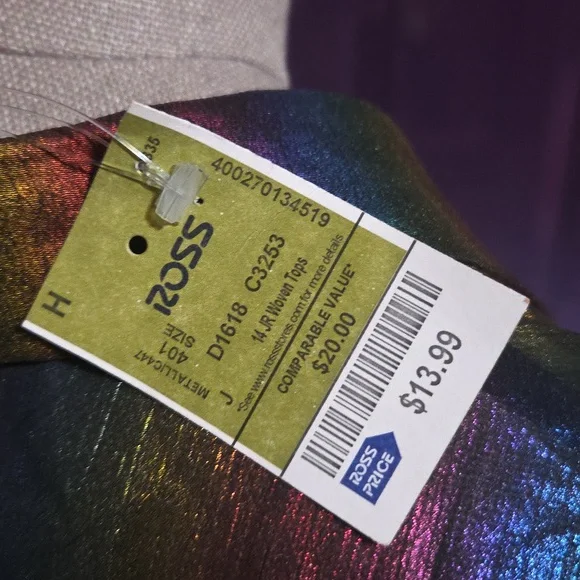 400270134519
H
ROSS
D1618 C3253
SIZE
401
14 JR Woven Tops
METALLIC447
J
*See www.rossstores.com for more details
COMPARABLE VALUE*
$20.00
$13.99
ROSS
PRICE